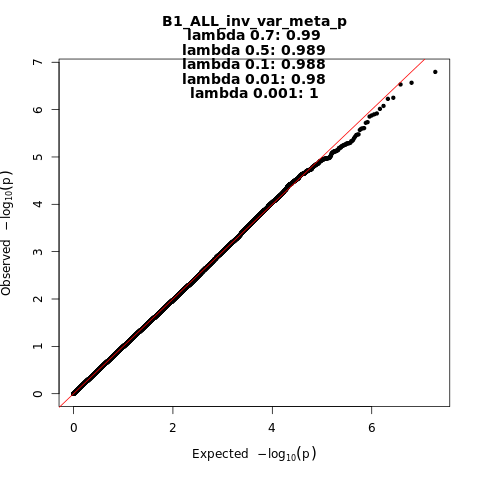 B1_ALL_inv_var_meta_p
lambda 0.7: 0.99
lambda 0.5: 0.989
lambda 0.1: 0.988
lambda 0.01: 0.98
lambda 0.001: 1
7
6
5
4
3
2
1
0
Observed −log10(p)
0 2 4 6
Expected −log10(p)